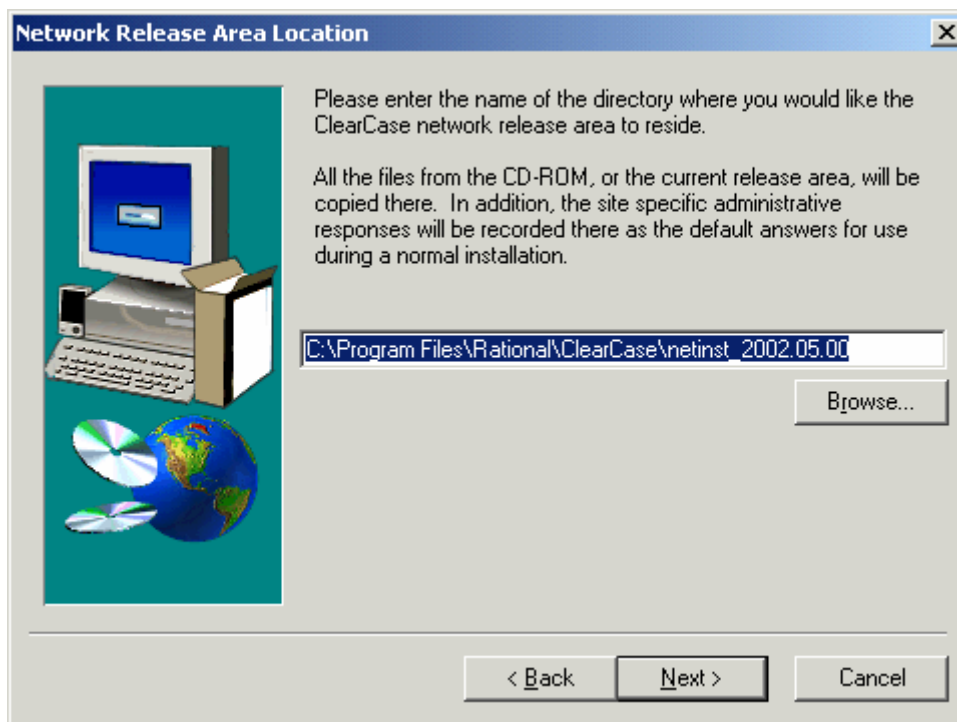 Network Release Area Location
Please enter the name of the directory where you would like the
ClearCase network release area to reside.
All the files from the CD-ROM, or the current release area, will be
copied there. In addition, the site specific administrative
responses will be recorded there as the default answers for use
during a normal installation.
C:\Program Files\Rational\ClearCase\netinst_2002.05.00
Browse...
< Back
Next >
Cancel